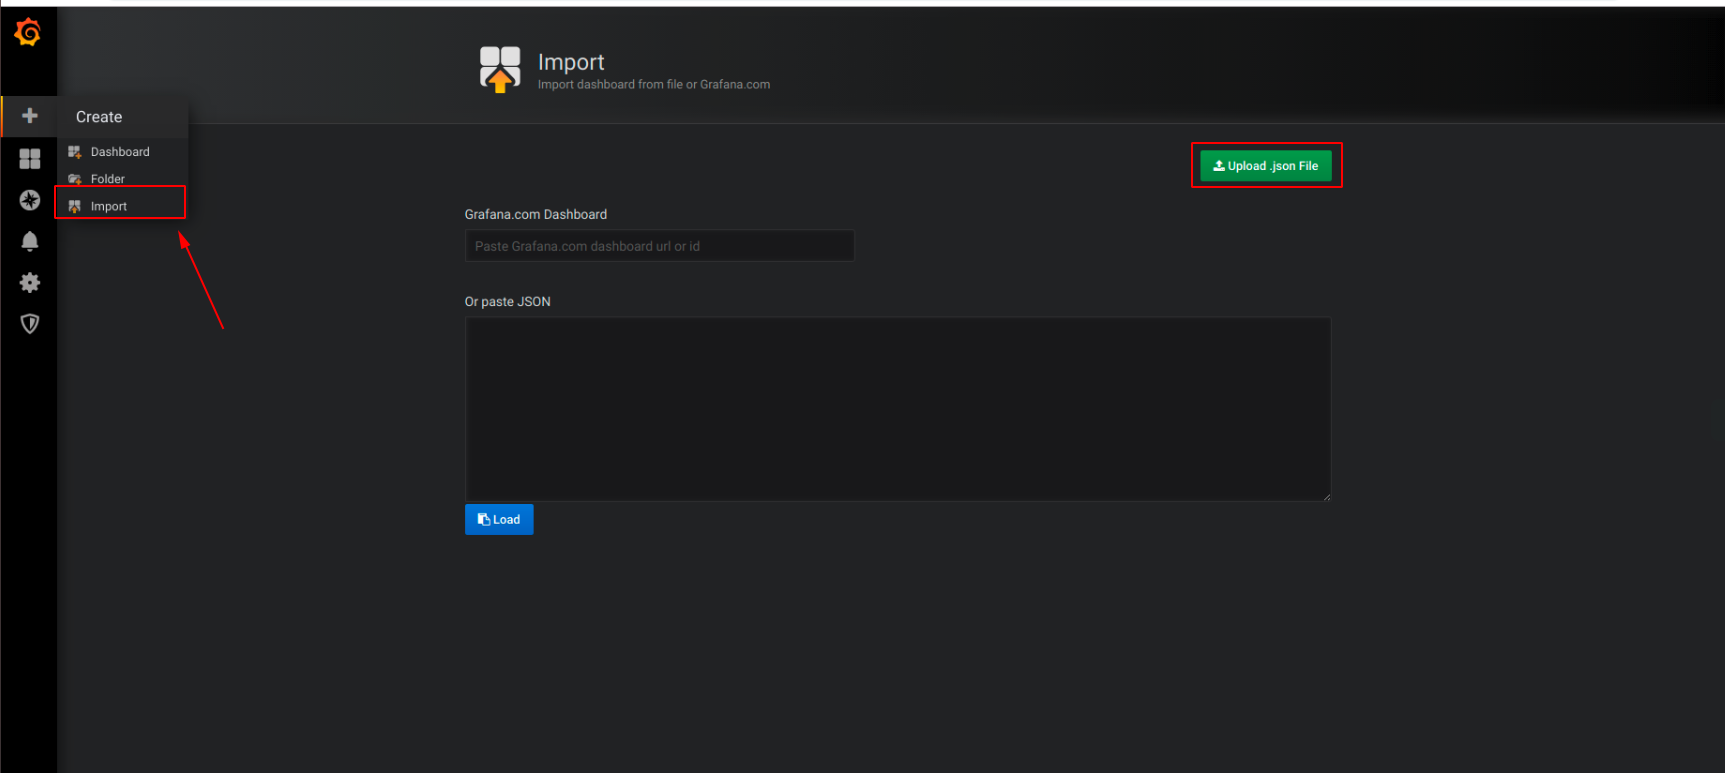 Import
Import dashboard from file or Grafana.com
Create
Dashboard
Folder
Import
Upload .json File
Grafana.com Dashboard
Paste Grafana.com dashboard url or id
Or paste JSON
Load